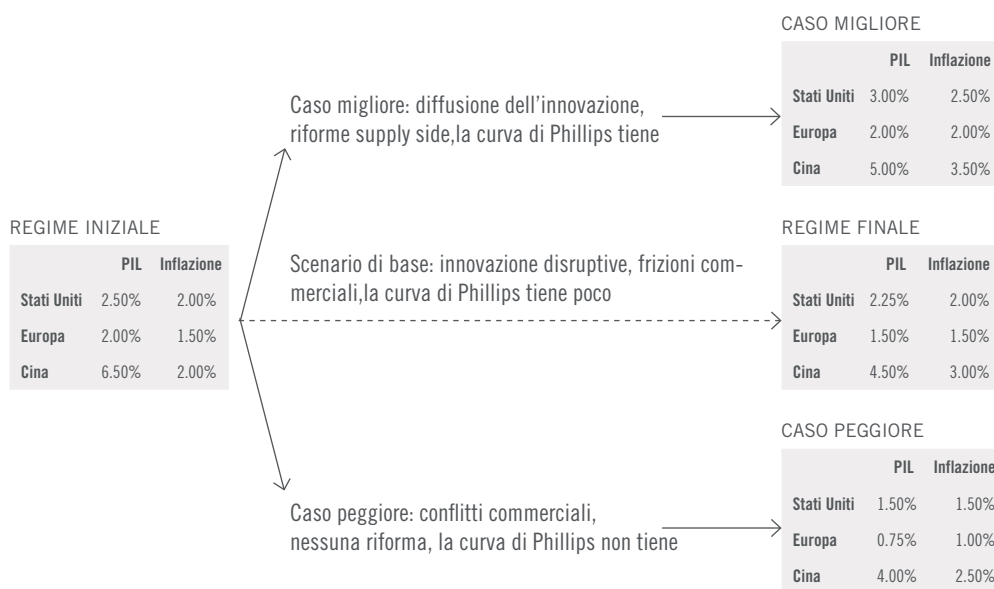 CASO MIGLIORE
PIL Inflazione
Stati Uniti 3.00% 2.50%
Europa 2.00% 2.00%
Cina 5.00% 3.50%
Caso migliore: diffusione dell’innovazione,
riforme supply side,la curva di Phillips tiene
REGIME INIZIALE
PIL Inflazione
Stati Uniti 2.50% 2.00%
Europa 2.00% 1.50%
Cina 6.50% 2.00%
Scenario di base: innovazione disruptive, frizioni com-
merciali,la curva di Phillips tiene poco
REGIME FINALE
PIL Inflazione
Stati Uniti 2.25% 2.00%
Europa 1.50% 1.50%
Cina 4.50% 3.00%
Caso peggiore: conflitti commerciali,
nessuna riforma, la curva di Phillips non tiene
CASO PEGGIORE
PIL Inflazione
Stati Uniti 1.50% 1.50%
Europa 0.75% 1.00%
Cina 4.00% 2.50%